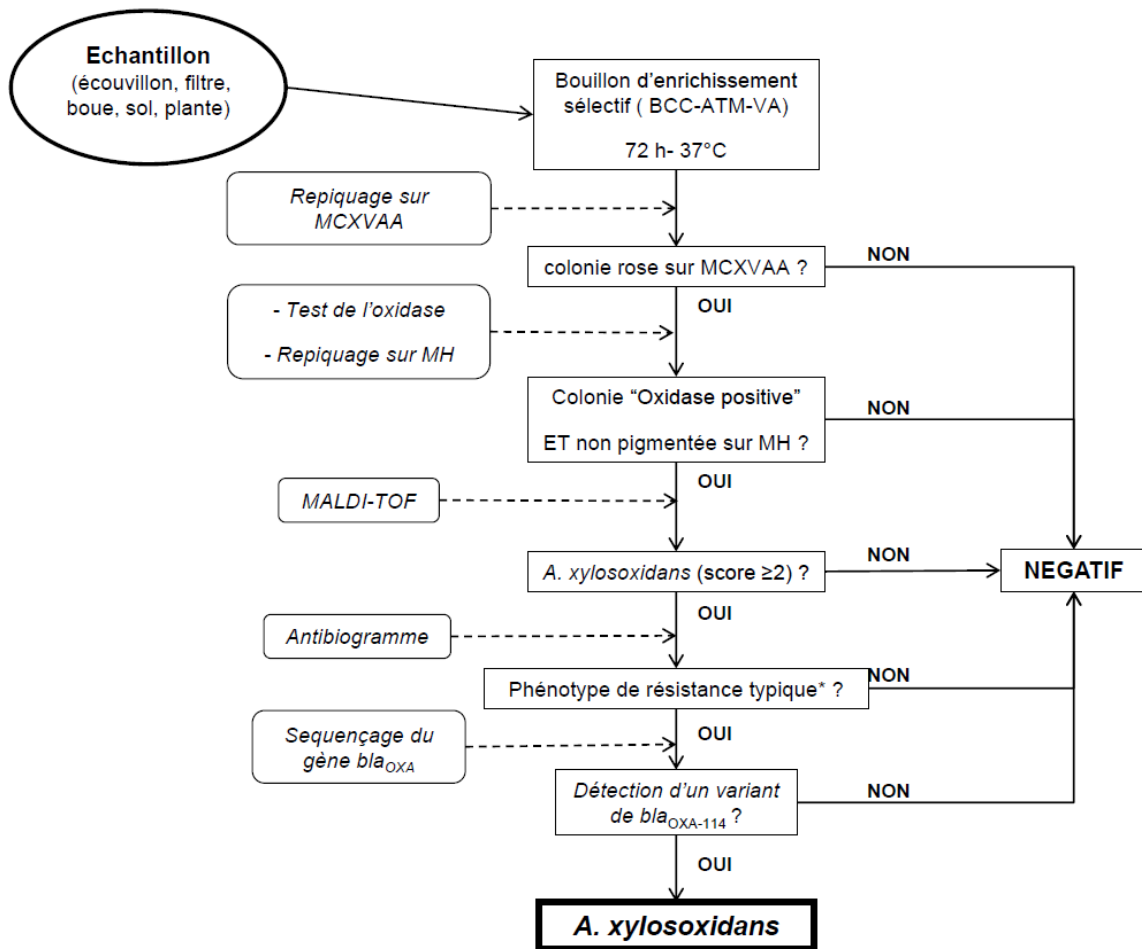 Echantillon
(écouvillon, filtre,
boue, sol, plante)
Bouillon d'enrichissement
sélectif ( BCC-ATM-VA)
72 h- 37°C
Repiquage sur
MCXVAA
colonie rose sur MCXVAA ?
NON
OUI
- Test de l'oxidase
- Repiquage sur MH
Colonie “Oxidase positive”
ET non pigmentée sur MH ?
NON
OUI
MALDI-TOF
A. xylosoxidans (score ≥2) ?
NON
NEGATIF
OUI
Antibiogramme
Phénotype de résistance typique* ?
NON
OUI
Sequençage du
gène blaOXA
Détection d'un variant
de blaOXA-114 ?
NON
OUI
A. xylosoxidans